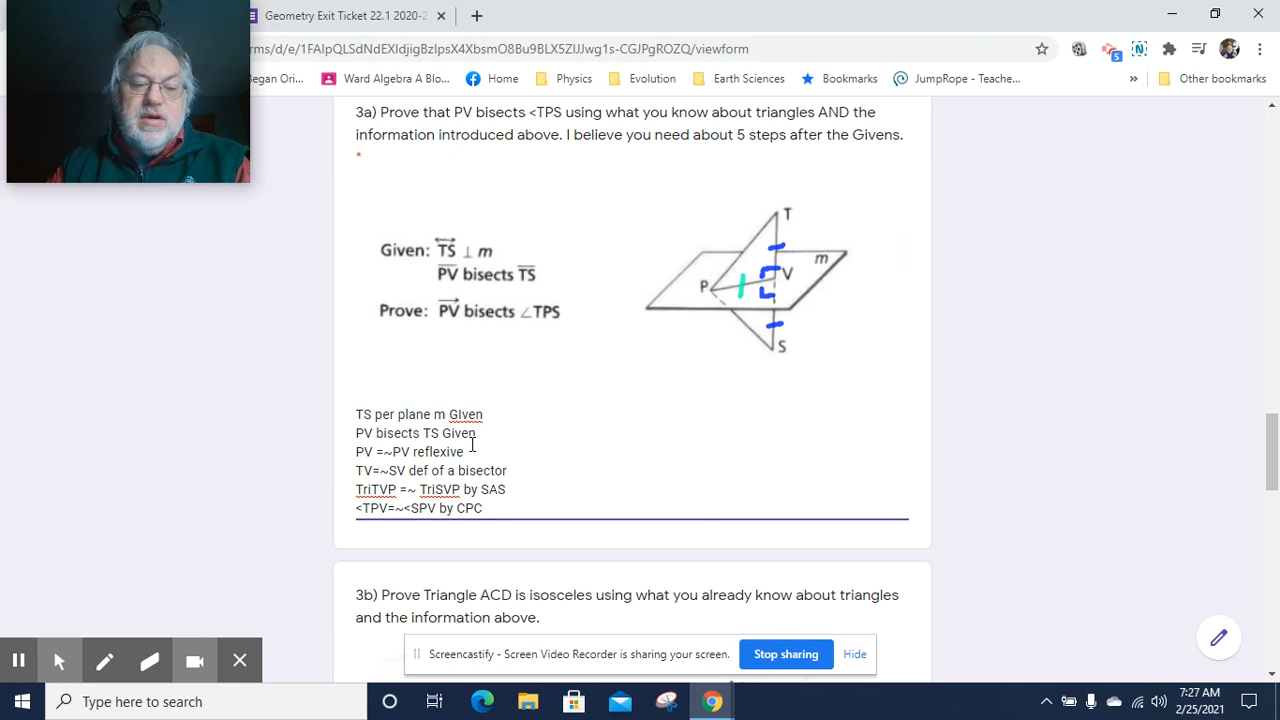 Geometry Exit Ticket 22.1 2020-2
rms/d/e/1FAIpQLSdNdEXIdjigBzIpsX4XbsmO8Bu9BLX5ZIJJwg1s-CGJPgROZQ/viewform
5
egan Ori...
Ward Algebra A Blo...
Home
Physics
Evolution
Earth Sciences
Bookmarks
JumpRope - Teache...
»
Other bookmarks
3a) Prove that PV bisects <TPS using what you know about triangles AND the
information introduced above. I believe you need about 5 steps after the Givens.
*
Given: TS ⊥ m
PV bisects TS
Prove: PV bisects ∠TPS
T
m
V
P
S
TS per plane m GIven
PV bisects TS Given
PV =~PV reflexive
TV=~SV def of a bisector
TriTVP =~ TriSVP by SAS
<TPV=~<SPV by CPC
3b) Prove Triangle ACD is isosceles using what you already know about triangles
and the information above.
Screencastify - Screen Video Recorder is sharing your screen.
Stop sharing
Hide
Type here to search
7:27 AM
2/25/2021